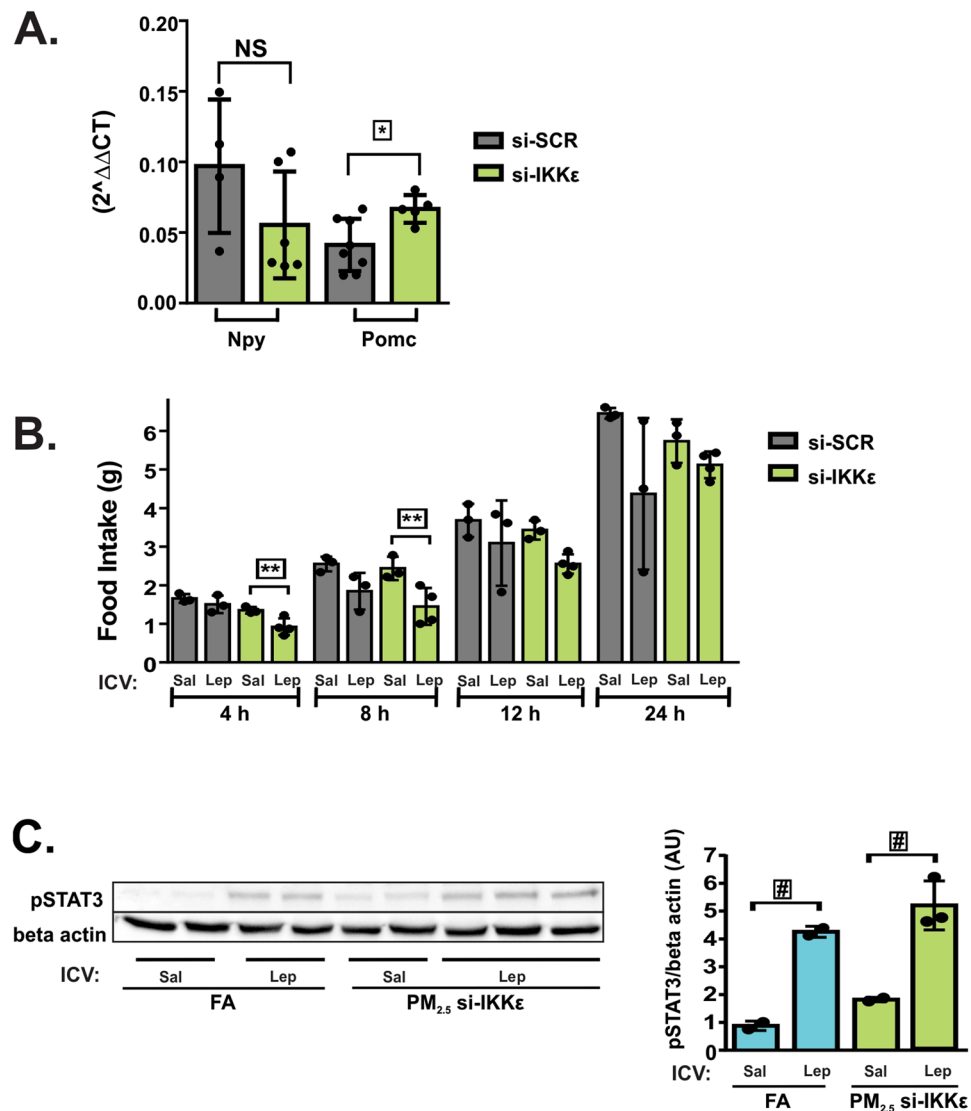 A.
0.20
0.15
0.10
0.05
0.00
(2^ΔΔCT)
NS
*
si-SCR
si-IKKε
Npy Pomc
B.
6
5
4
3
2
1
0
Food Intake (g)
** **
si-SCR
si-IKKε
ICV: Sal Lep Sal Lep Sal Lep Sal Lep Sal Lep Sal Lep Sal Lep Sal Lep
4 h 8 h 12 h 24 h
C.
pSTAT3
beta actin
ICV: Sal Lep Sal Lep
FA PM2.5 si-IKKε
pSTAT3/beta actin (AU)
7
6
5
4
3
2
1
0
# #
ICV: Sal Lep Sal Lep
FA PM2.5 si-IKKε